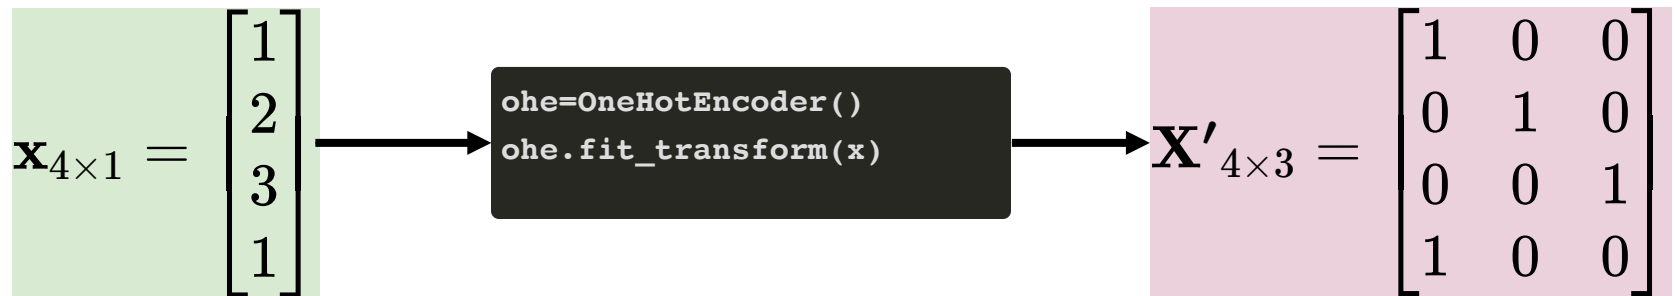 x4×1 =
1
2
3
1
ohe=OneHotEncoder()
ohe.fit_transform(x)
X′4×3 =
1 0 0
0 1 0
0 0 1
1 0 0